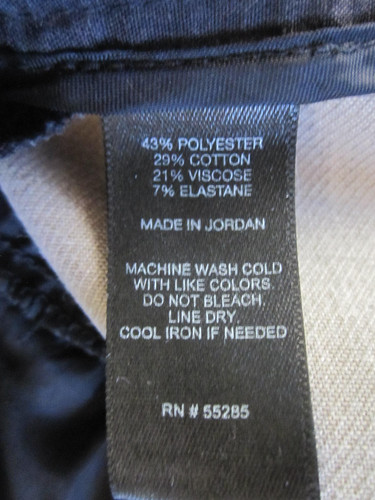 43% POLYESTER
29% COTTON
21% VISCOSE
7% ELASTANE
MADE IN JORDAN
MACHINE WASH COLD
WITH LIKE COLORS.
DO NOT BLEACH.
LINE DRY.
COOL IRON IF NEEDED
RN # 55285